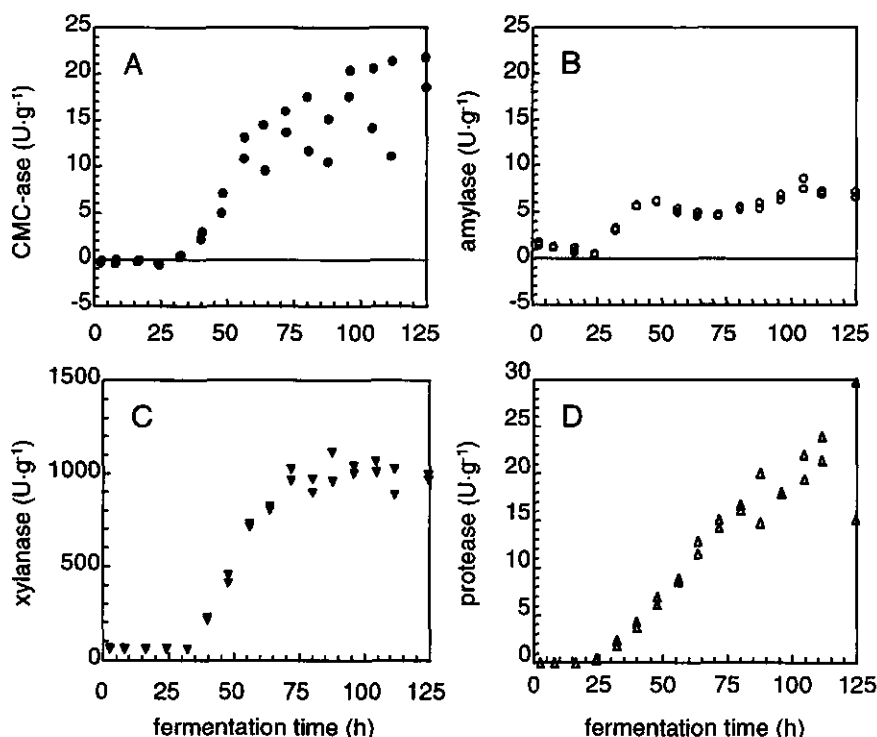 A
CMC-ase (U·g⁻¹)
25
20
15
10
5
0
-5
0 25 50 75 100 125
B
amylase (U·g⁻¹)
25
20
15
10
5
0
-5
0 25 50 75 100 125
C
xylanase (U·g⁻¹)
1500
1000
500
0
0 25 50 75 100 125
fermentation time (h)
D
protease (U·g⁻¹)
30
25
20
15
10
5
0
0 25 50 75 100 125
fermentation time (h)